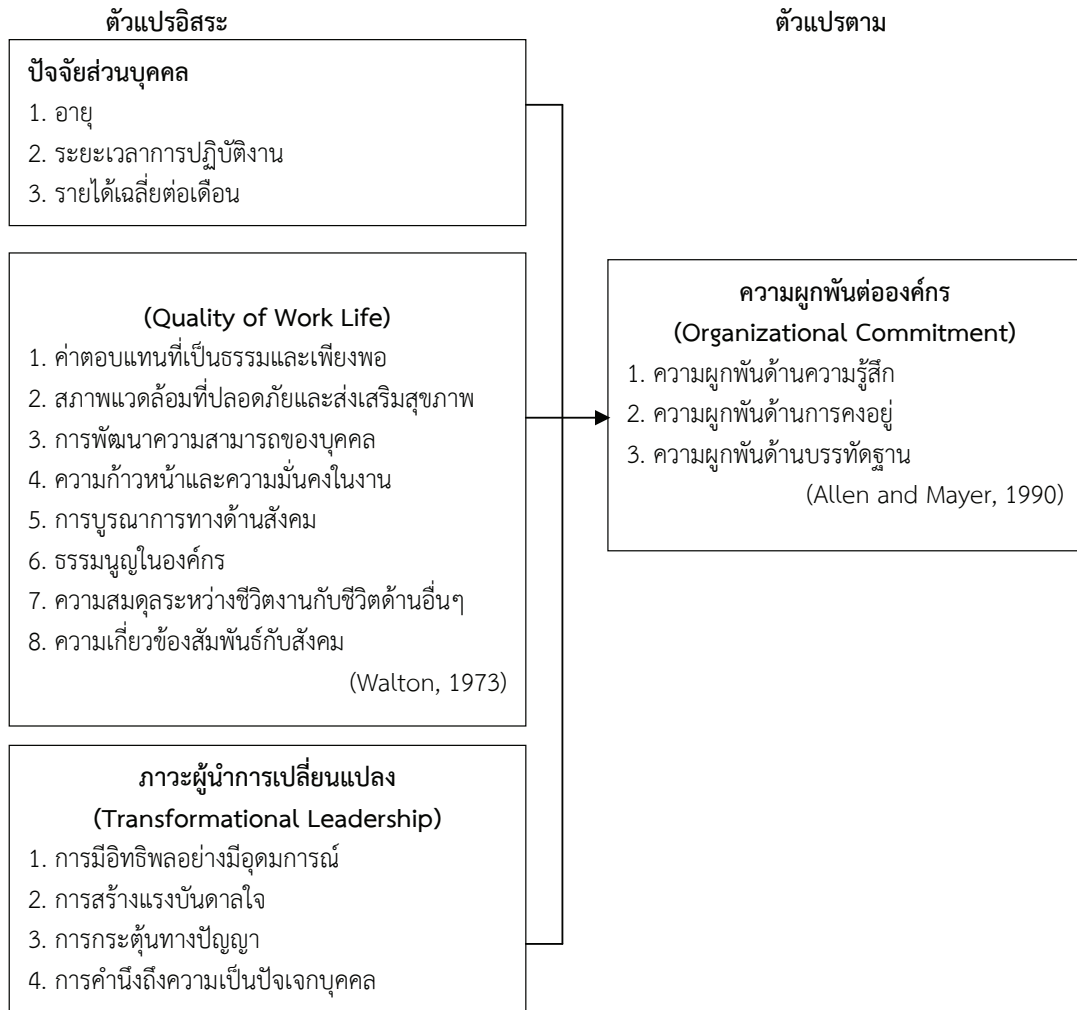 ตัวแปรอิสระ
ตัวแปรตาม
ปัจจัยส่วนบุคคล
1. อายุ
2. ระยะเวลาการปฏิบัติงาน
3. รายได้เฉลี่ยต่อเดือน
(Quality of Work Life)
1. ค่าตอบแทนที่เป็นธรรมและเพียงพอ
2. สภาพแวดล้อมที่ปลอดภัยและส่งเสริมสุขภาพ
3. การพัฒนาความสามารถของบุคคล
4. ความก้าวหน้าและความมั่นคงในงาน
5. การบูรณาการทางด้านสังคม
6. ธรรมนูญในองค์กร
7. ความสมดุลระหว่างชีวิตงานกับชีวิตด้านอื่นๆ
8. ความเกี่ยวข้องสัมพันธ์กับสังคม
(Walton, 1973)
ความผูกพันต่อองค์กร
(Organizational Commitment)
1. ความผูกพันด้านความรู้สึก
2. ความผูกพันด้านการคงอยู่
3. ความผูกพันด้านบรรทัดฐาน
(Allen and Mayer, 1990)
ภาวะผู้นำการเปลี่ยนแปลง
(Transformational Leadership)
1. การมีอิทธิพลอย่างมีอุดมการณ์
2. การสร้างแรงบันดาลใจ
3. การกระตุ้นทางปัญญา
4. การคำนึงถึงความเป็นปัจเจกบุคคล